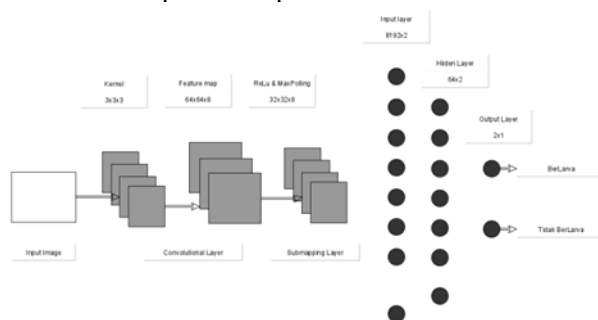 Input layer
8192x2
Hiden Layer
64x2
Kernel
3x3x3
Feature map
64x64x8
ReLu & MaxPolling
32x32x8
Output Layer
2x1
BerLarva
Tidak BerLarva
Input Image
Convolutional Layer
Submapping Layer